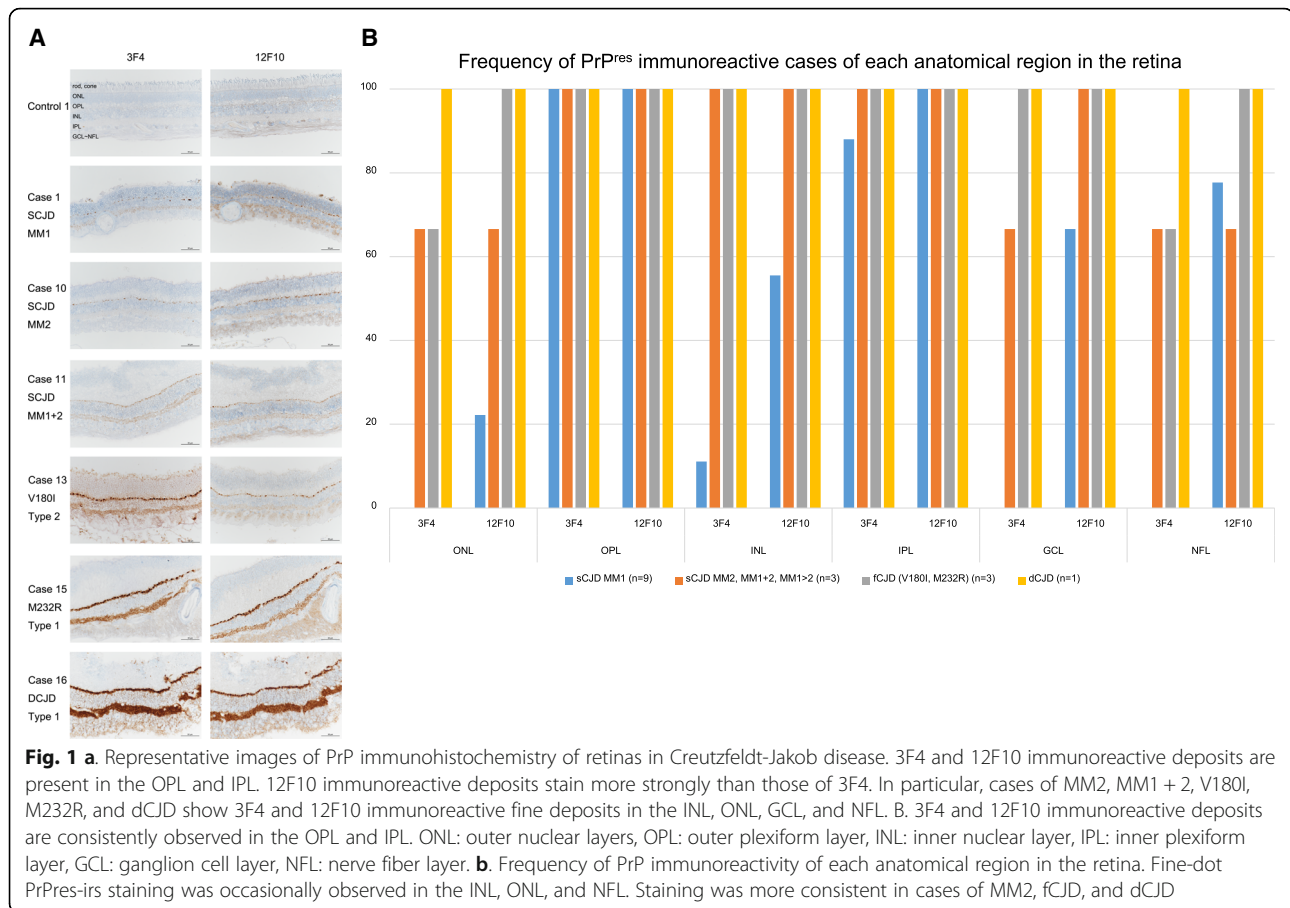 A
3F4 12F10
Control 1
rod, cone
ONL
OPL
INL
IPL
GCL~NFL
Case 1
SCJD
MM1
Case 10
SCJD
MM2
Case 11
SCJD
MM1+2
Case 13
V180I
Type 2
Case 15
M232R
Type 1
Case 16
DCJD
Type 1
B
Frequency of PrPres immunoreactive cases of each anatomical region in the retina
100
80
60
40
20
0
3F4 12F10 3F4 12F10 3F4 12F10 3F4 12F10 3F4 12F10 3F4 12F10
ONL OPL INL IPL GCL NFL
sCJD MM1 (n=9) sCJD MM2, MM1+2, MM1>2 (n=3) fCJD (V180I, M232R) (n=3) dCJD (n=1)
Fig. 1 a. Representative images of PrP immunohistochemistry of retinas in Creutzfeldt-Jakob disease. 3F4 and 12F10 immunoreactive deposits are
present in the OPL and IPL. 12F10 immunoreactive deposits stain more strongly than those of 3F4. In particular, cases of MM2, MM1 + 2, V180I,
M232R, and dCJD show 3F4 and 12F10 immunoreactive fine deposits in the INL, ONL, GCL, and NFL. B. 3F4 and 12F10 immunoreactive deposits
are consistently observed in the OPL and IPL. ONL: outer nuclear layers, OPL: outer plexiform layer, INL: inner nuclear layer, IPL: inner plexiform
layer, GCL: ganglion cell layer, NFL: nerve fiber layer. b. Frequency of PrP immunoreactivity of each anatomical region in the retina. Fine-dot
PrPres-irs staining was occasionally observed in the INL, ONL, and NFL. Staining was more consistent in cases of MM2, fCJD, and dCJD